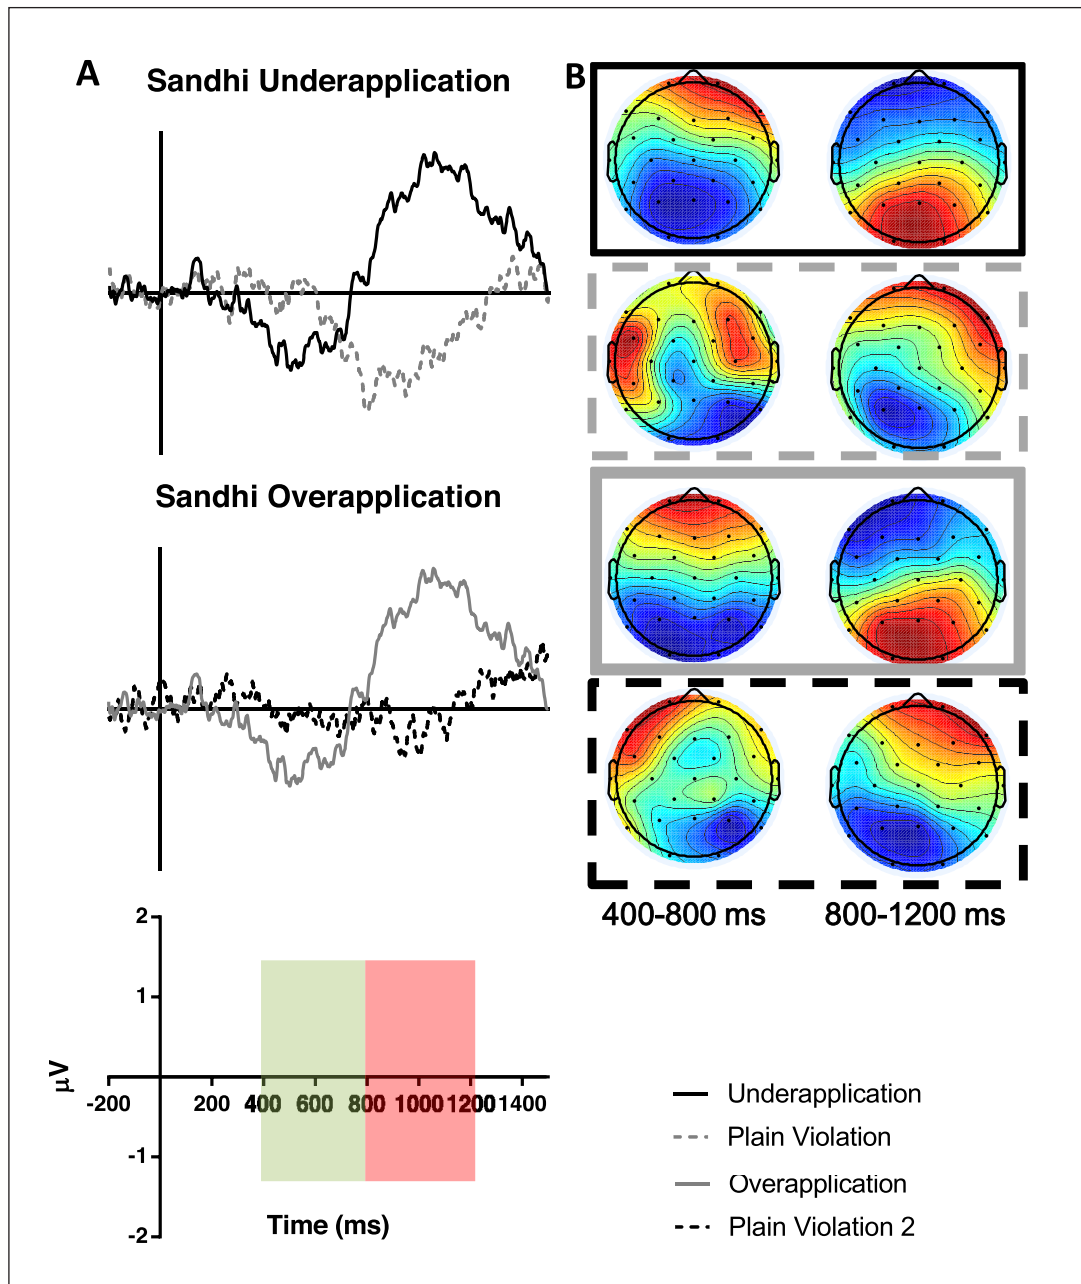 A
Sandhi Underapplication
B
Sandhi Overapplication
400-800 ms
800-1200 ms
2
1
-1
-2
µV
-200
200
400
600
800
1000
1200
1400
Time (ms)
Underapplication
Plain Violation
Overapplication
Plain Violation 2